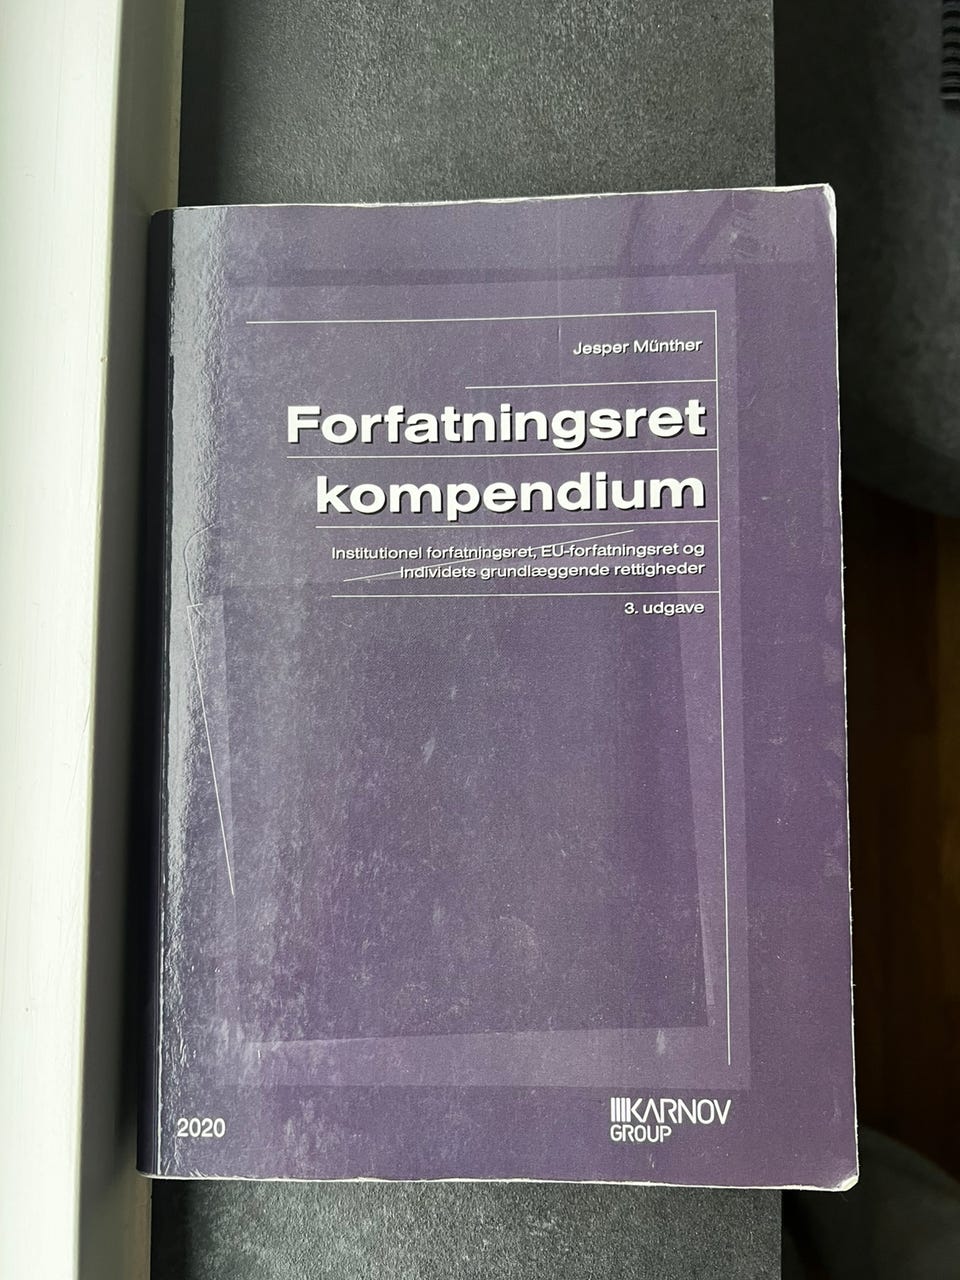 Jesper Münther
Forfatningsret
kompendium
Institutionel forfatningsret, EU-forfatningsret og
Individets grundlæggende rettigheder
3. udgave
2020
KARNOV
GROUP